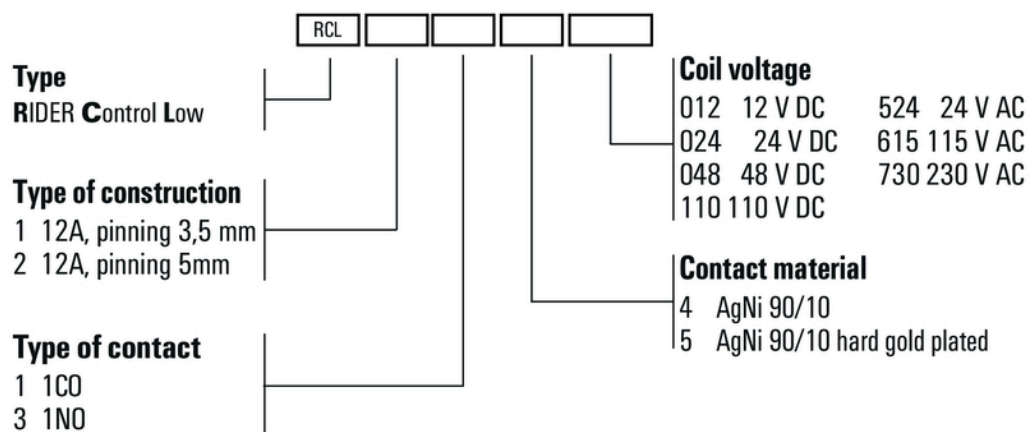 RCL
Type
RIDER Control Low
Type of construction
1 12A, pinning 3,5 mm
2 12A, pinning 5mm
Type of contact
1 1CO
3 1NO
Coil voltage
012 12 V DC 524 24 V AC
024 24 V DC 615 115 V AC
048 48 V DC 730 230 V AC
110 110 V DC
Contact material
4 AgNi 90/10
5 AgNi 90/10 hard gold plated